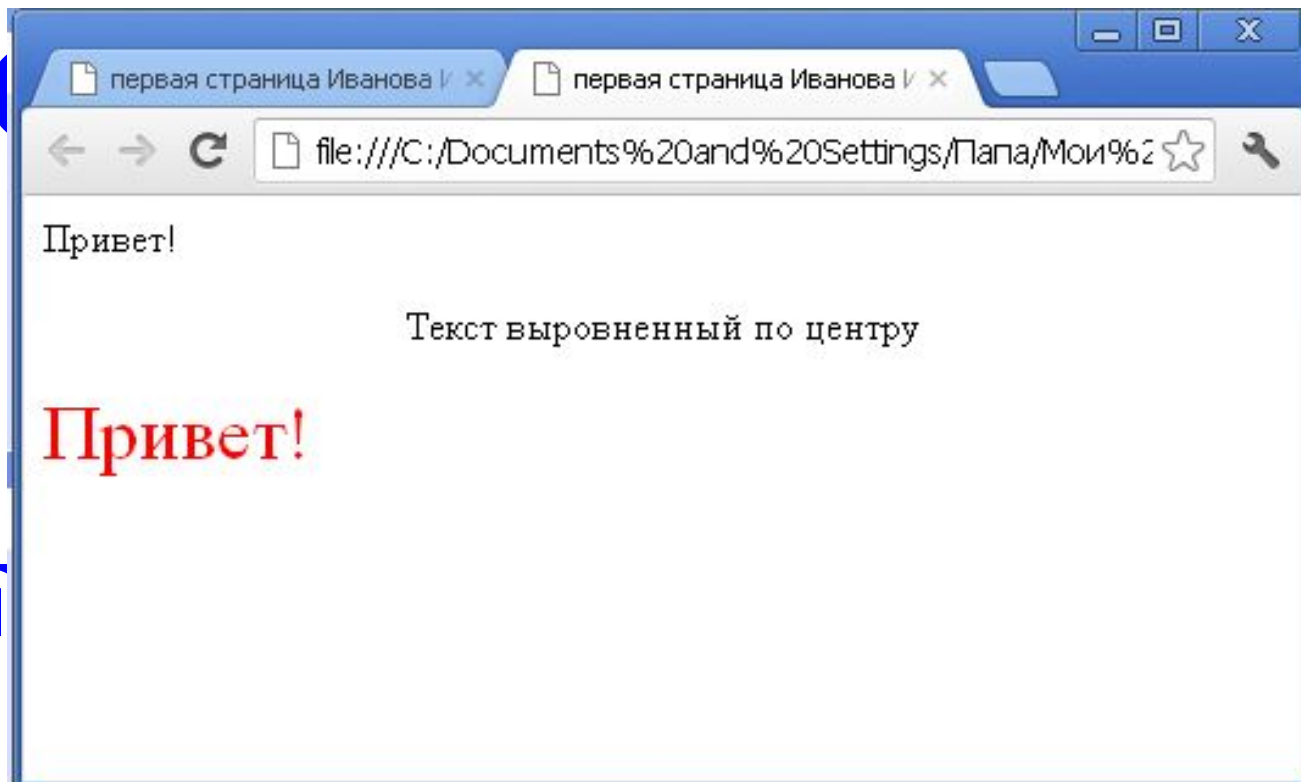 первая страница Иванова И
первая страница Иванова И
file:///C:/Documents%20and%20Settings/Папа/Мои%2
Привет!
Текст выровненный по центру
Привет!